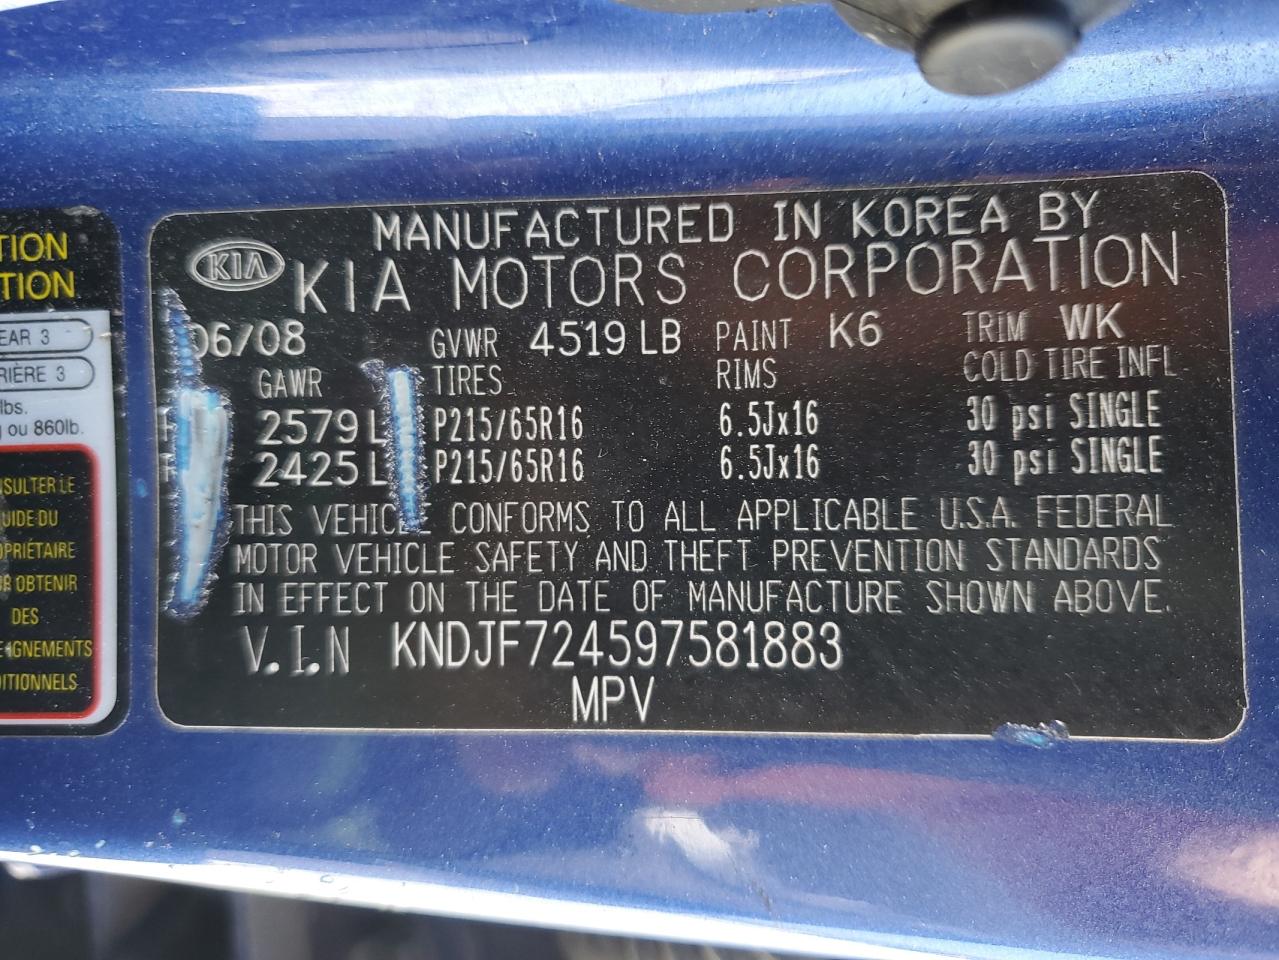 TION
TION
EAR 3
RIÈRE 3
lbs.
ou 860lb.
NSULTER LE
UIDE DU
OPRIÉTAIRE
OBTENIR
DES
EIGNEMENTS
DITIONNELS
MANUFACTURED IN KOREA BY
KIA KIA MOTORS CORPORATION
06/08 GVWR 4519 LB PAINT K6 TRIM WK
GAWR TIRES RIMS COLD TIRE INFL
2579 L P215/65R16 6.5Jx16 30 psi SINGLE
2425 L P215/65R16 6.5Jx16 30 psi SINGLE
THIS VEHICLE CONFORMS TO ALL APPLICABLE U.S.A. FEDERAL
MOTOR VEHICLE SAFETY AND THEFT PREVENTION STANDARDS
IN EFFECT ON THE DATE OF MANUFACTURE SHOWN ABOVE.
V.I.N KNDJF724597581883
MPV